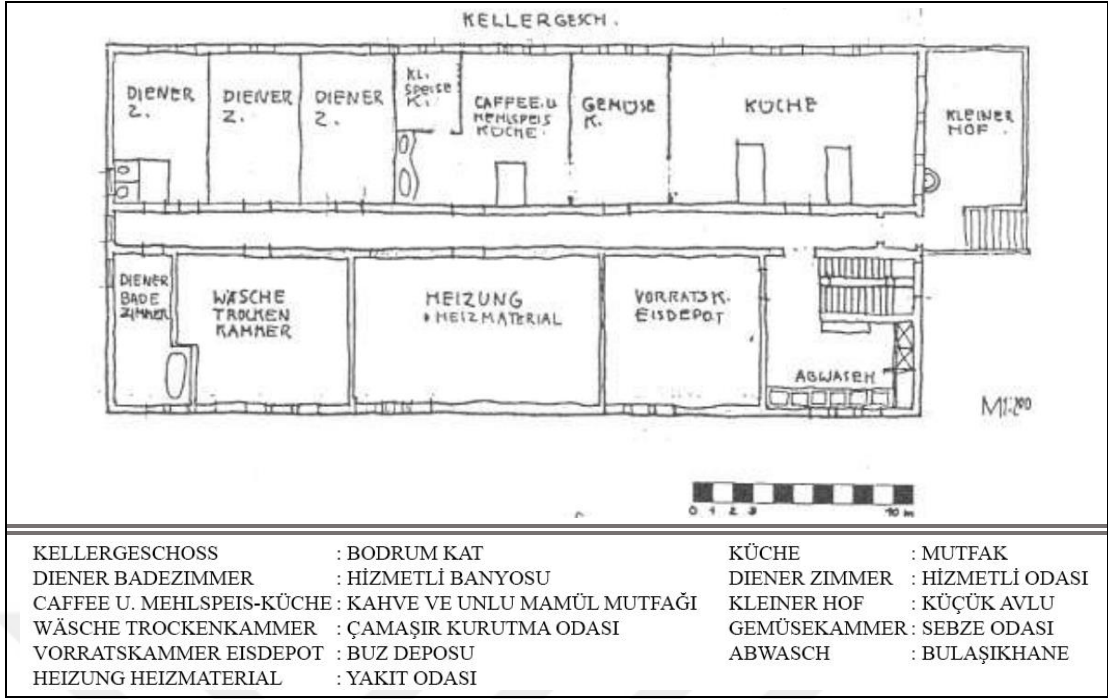 KELLERGESCH.
DIENER
Z.
DIENER
Z.
DIENER
Z.
KL.
SPEISE
K.
CAFFEE. U
MEHLSPEIS
KÜCHE.
GEMÜSE
K.
KÜCHE
KLEINER
HOF.
DIENER
BADE
ZIMMER
WÄSCHE
TROCKEN
KAMMER
HEIZUNG
+ HEIZMATERIAL
VORRATSK.
EISDEPOT
ABWASCH
M1:200
0 1 2 3 10 m
KELLERGESCHOSS : BODRUM KAT
DIENER BADEZIMMER : HİZMETLİ BANYOSU
CAFFEE U. MEHLSPEIS-KÜCHE : KAHVE VE UNLU MAMÜL MUTFAĞI
WÄSCHE TROCKENKAMMER : ÇAMAŞIR KURUTMA ODASI
VORRATSKAMMER EISDEPOT : BUZ DEPOSU
HEIZUNG HEIZMATERIAL : YAKIT ODASI
KÜCHE : MUTFAK
DIENER ZIMMER : HİZMETLİ ODASI
KLEINER HOF : KÜÇÜK AVLU
GEMÜSEKAMMER : SEBZE ODASI
ABWASCH : BULAŞIKHANE